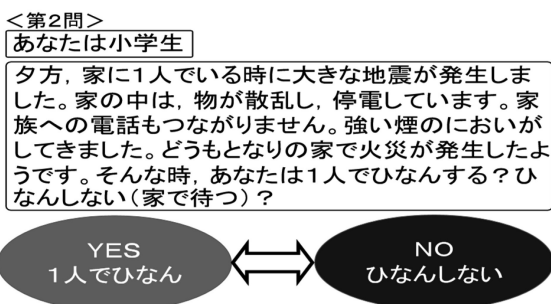 ＜第2問＞
あなたは小学生
夕方，家に1人でいる時に大きな地震が発生しま
した。家の中は，物が散乱し，停電しています。家
族への電話もつながりません。強い煙のにおいが
してきました。どうもとなりの家で火災が発生したよ
うです。そんな時，あなたは1人でひなんする？ひ
なんしない（家で待つ）？
YES
1人でひなん
NO
ひなんしない